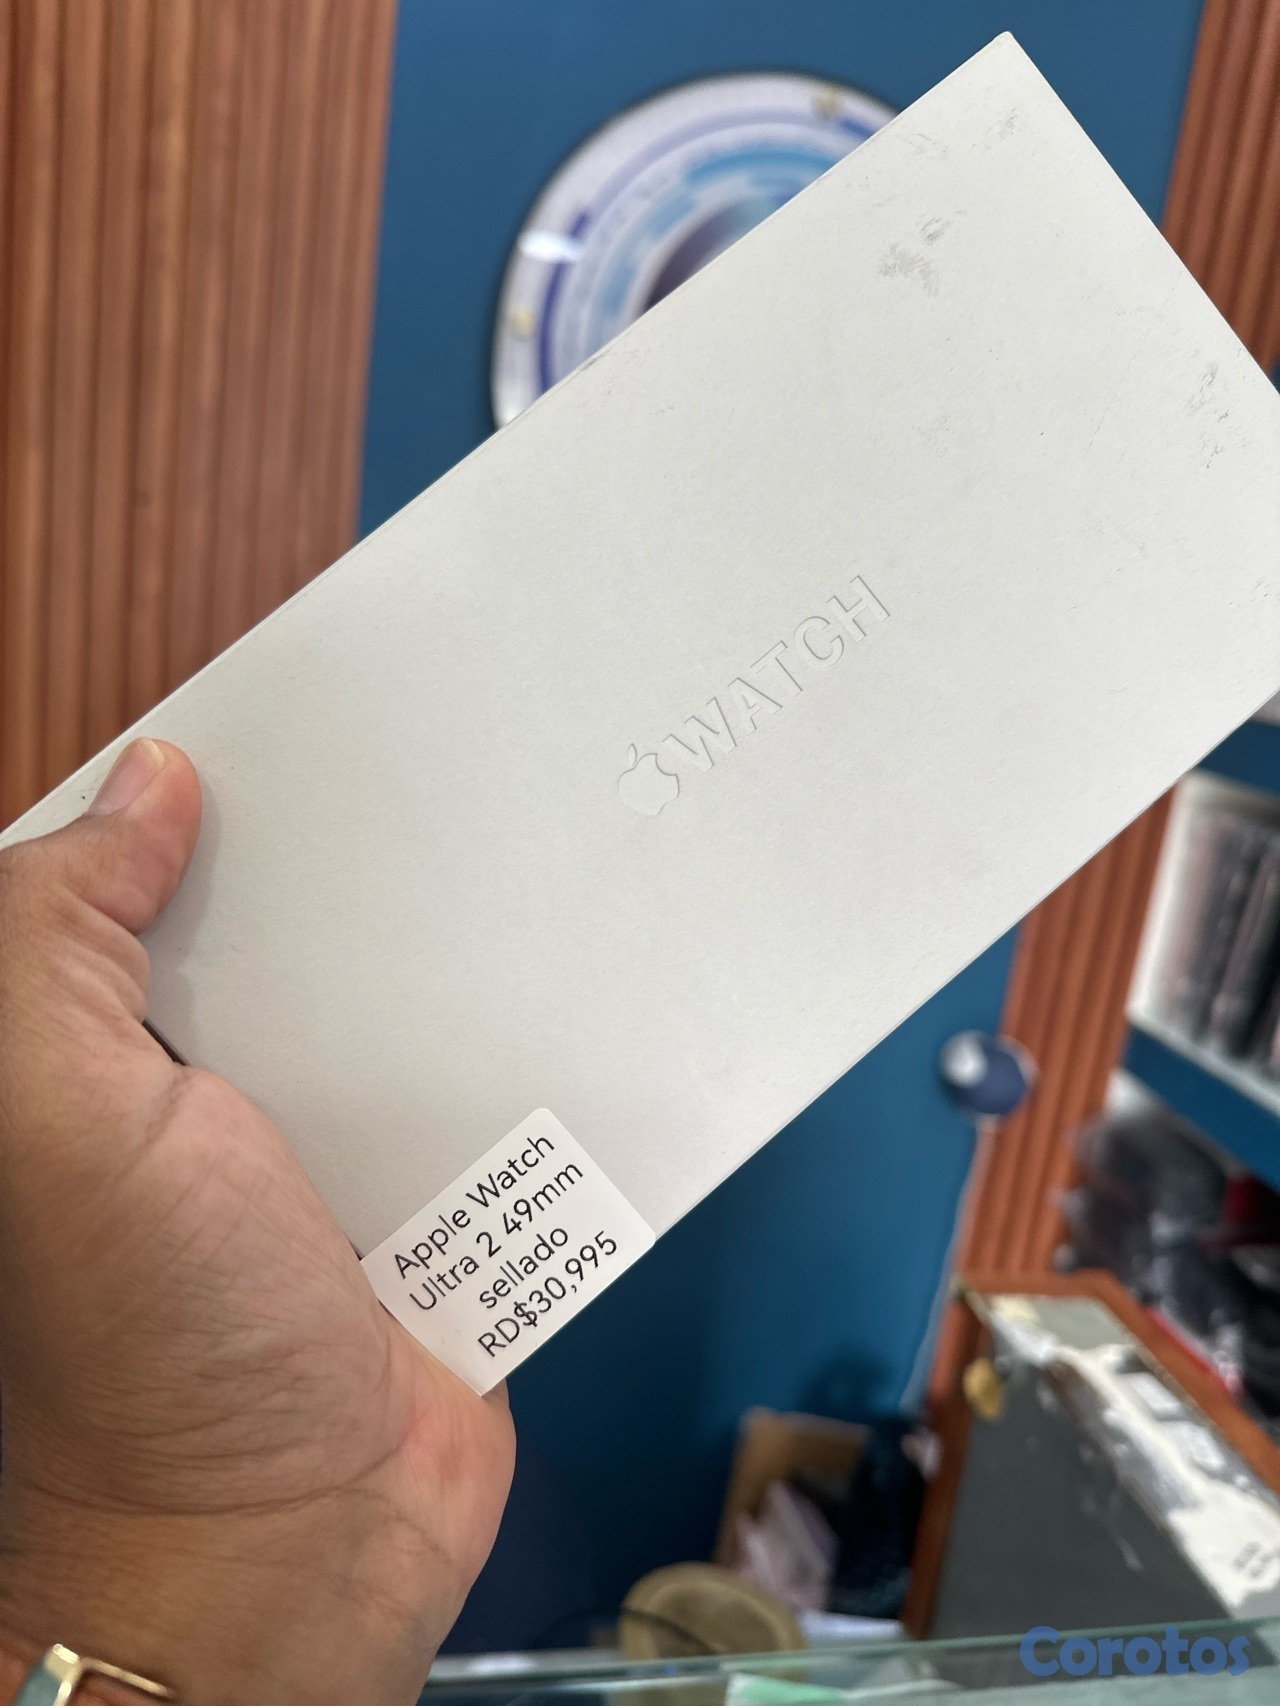 WATCH
Apple Watch
Ultra 2 49mm
sellado
RD$30,995
Corotos